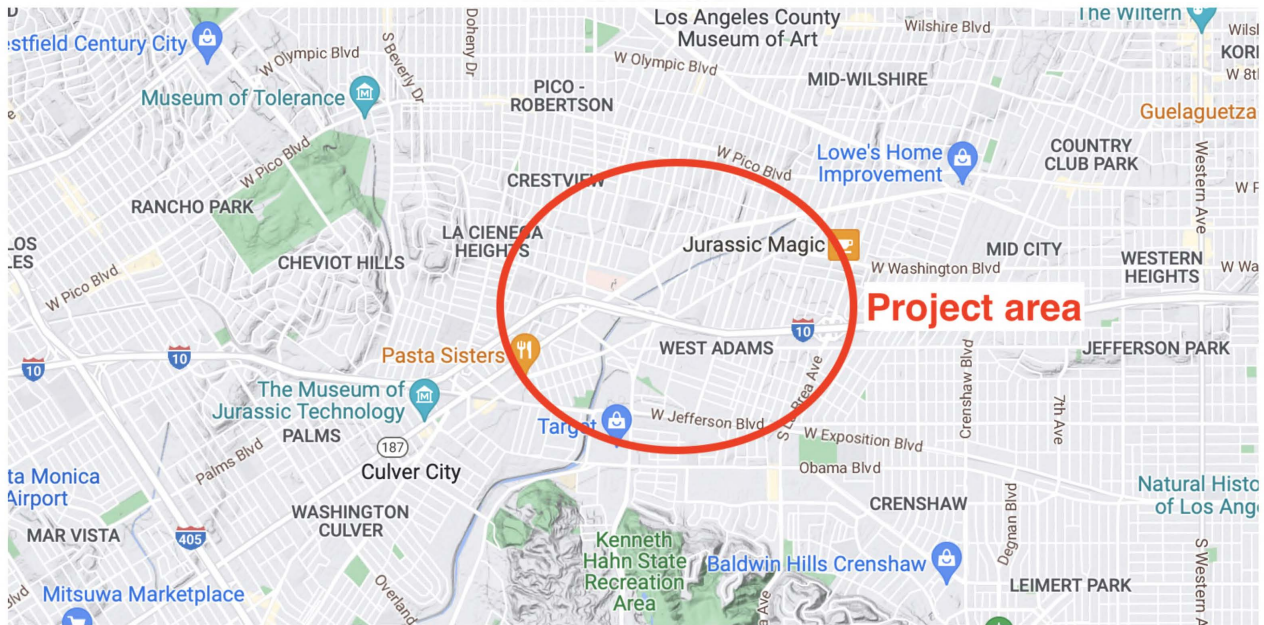 The Wiltern
Los Angeles County
Museum of Art
Wilshire Blvd
Doheny Dr
S Beverly Dr
estfield Century City
W Olympic Blvd
W Olympic Blvd
Wils
KOR
W 8t
MID-WILSHIRE
PICO -
ROBERTSON
Museum of Tolerance
Guelaguetza
W Pico Blvd
W Pico Blvd
Lowe's Home
Improvement
COUNTRY
CLUB PARK
Western Ave
W P
CRESTVIEW
RANCHO PARK
LA CIENEGA
HEIGHTS
LOS
LES
CHEVIOT HILLS
Jurassic Magic
MID CITY
WESTERN
HEIGHTS
W Washington Blvd
W Wa
W Pico Blvd
Project area
10
10
10
WEST ADAMS
JEFFERSON PARK
Pasta Sisters
The Museum of
Jurassic Technology
S La Brea Ave
Crenshaw Blvd
7th Ave
W Jefferson Blvd
Target
PALMS
187
Palms Blvd
Culver City
W Exposition Blvd
Obama Blvd
ta Monica
Airport
Natural Histo
of Los Ang
CRENSHAW
WASHINGTON
CULVER
MAR VISTA
405
Degnan Blvd
Kenneth
Hahn State
Recreation
Area
Baldwin Hills Crenshaw
S Western A
LEIMERT PARK
Mitsuwa Marketplace
Overland
Ave